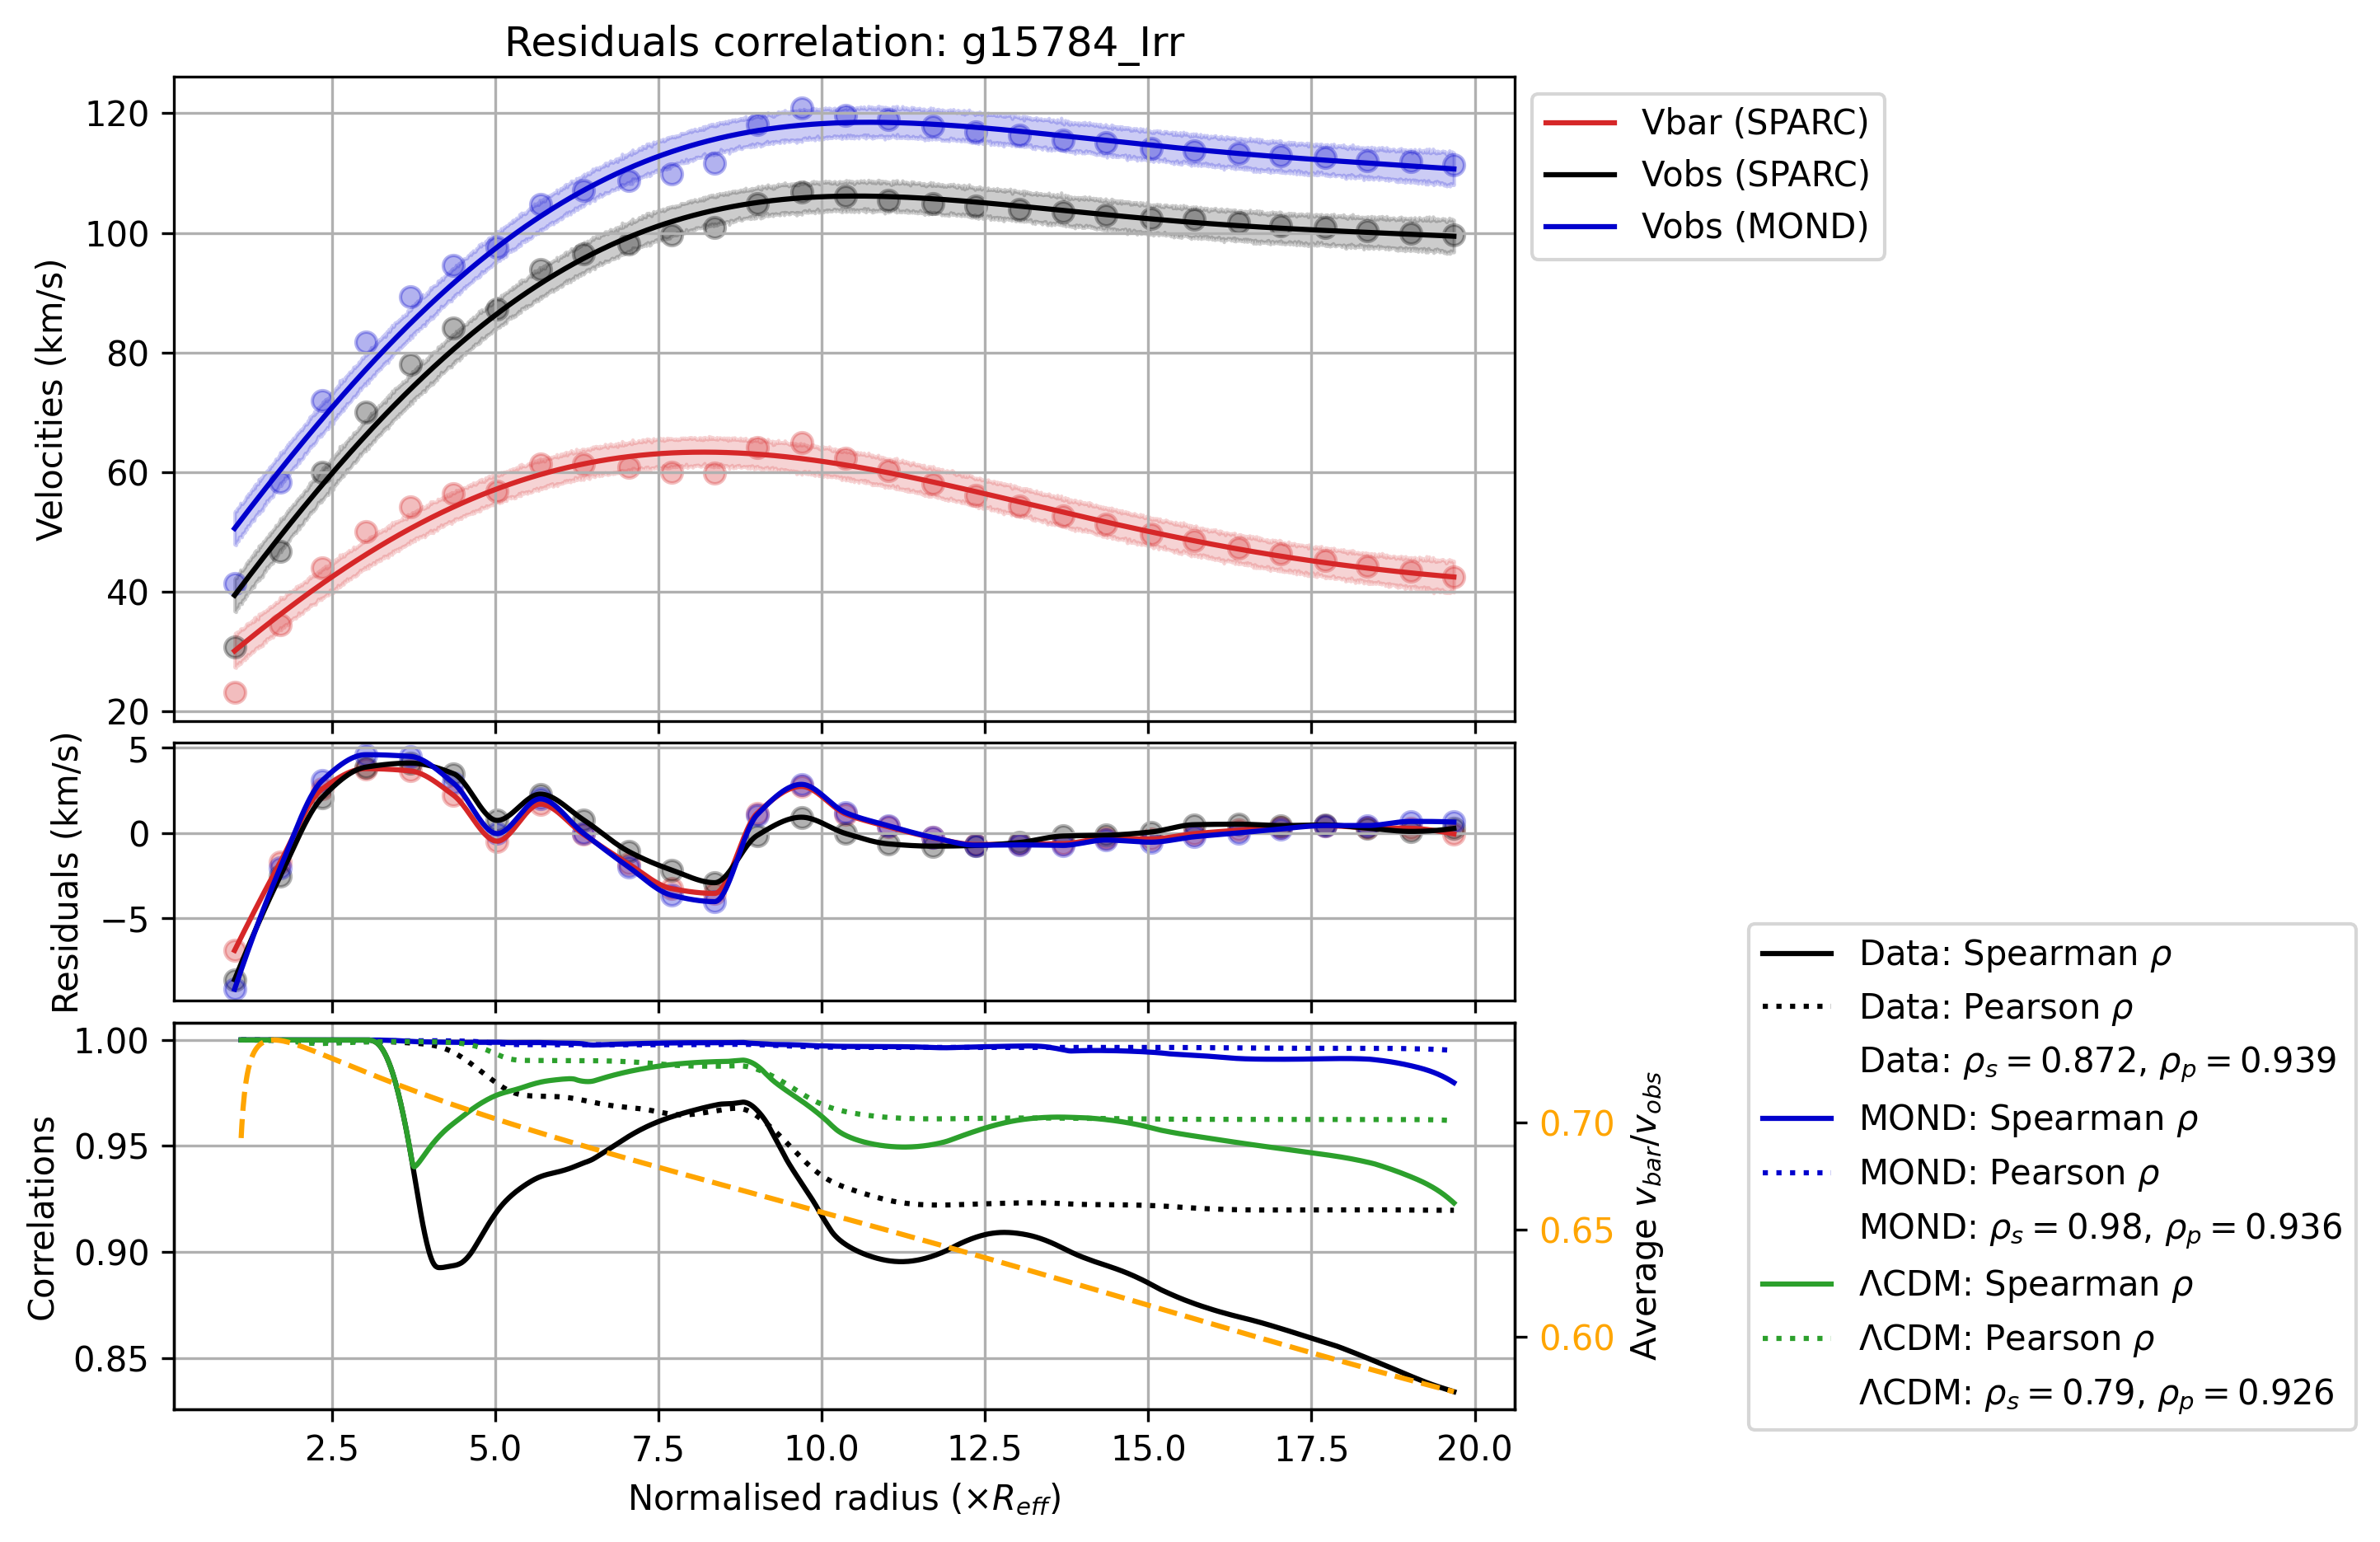 Residuals correlation: g15784_Irr
Velocities (km/s)
120
100
80
60
40
20
Vbar (SPARC)
Vobs (SPARC)
Vobs (MOND)
Residuals (km/s)
5
0
−5
Correlations
1.00
0.95
0.90
0.85
0.70
0.65
0.60
Average v_bar/v_obs
2.5 5.0 7.5 10.0 12.5 15.0 17.5 20.0
Normalised radius (×R_eff)
Data: Spearman ρ
Data: Pearson ρ
Data: ρ_s = 0.872, ρ_p = 0.939
MOND: Spearman ρ
MOND: Pearson ρ
MOND: ρ_s = 0.98, ρ_p = 0.936
ΛCDM: Spearman ρ
ΛCDM: Pearson ρ
ΛCDM: ρ_s = 0.79, ρ_p = 0.926